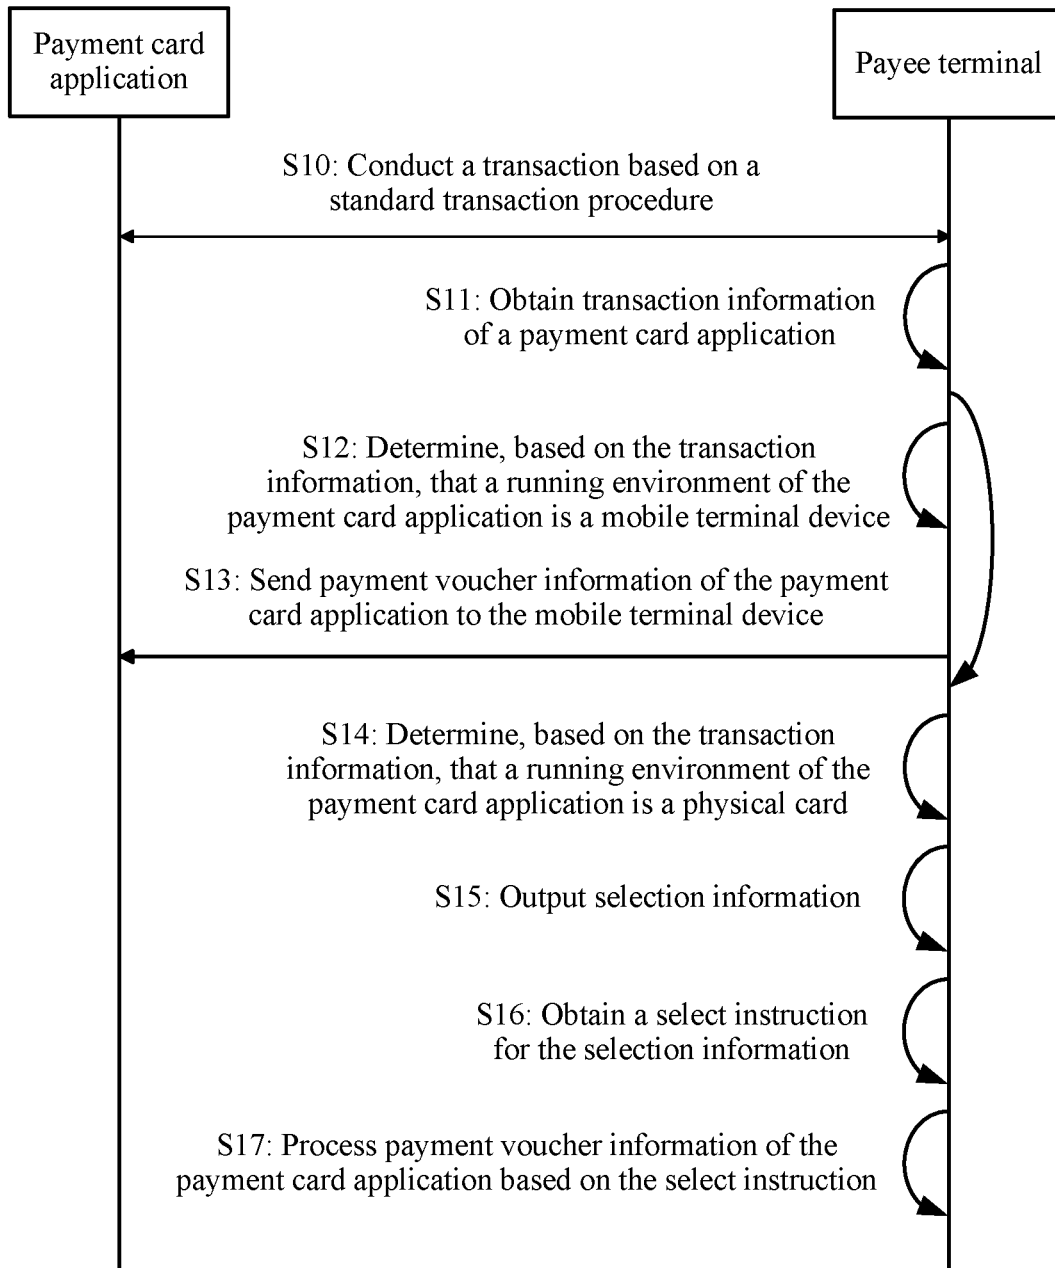 Payment card
application
Payee terminal
S10: Conduct a transaction based on a
standard transaction procedure
S11: Obtain transaction information
of a payment card application
S12: Determine, based on the transaction
information, that a running environment of the
payment card application is a mobile terminal device
S13: Send payment voucher information of the payment
card application to the mobile terminal device
S14: Determine, based on the transaction
information, that a running environment of the
payment card application is a physical card
S15: Output selection information
S16: Obtain a select instruction
for the selection information
S17: Process payment voucher information of the
payment card application based on the select instruction